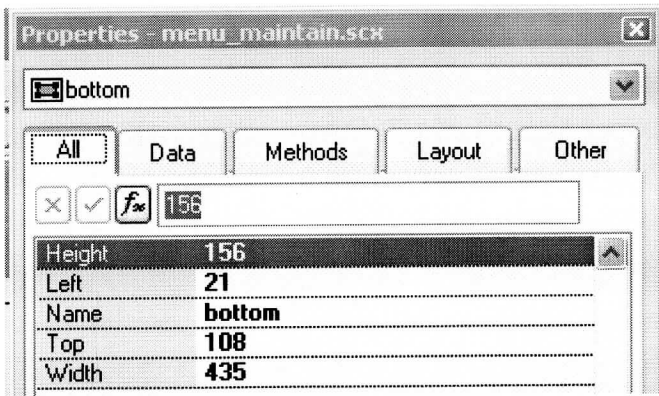 Properties - menu_maintain.scx
bottom
All Data Methods Layout Other
fx 156
Height 156
Left 21
Name bottom
Top 108
Width 435